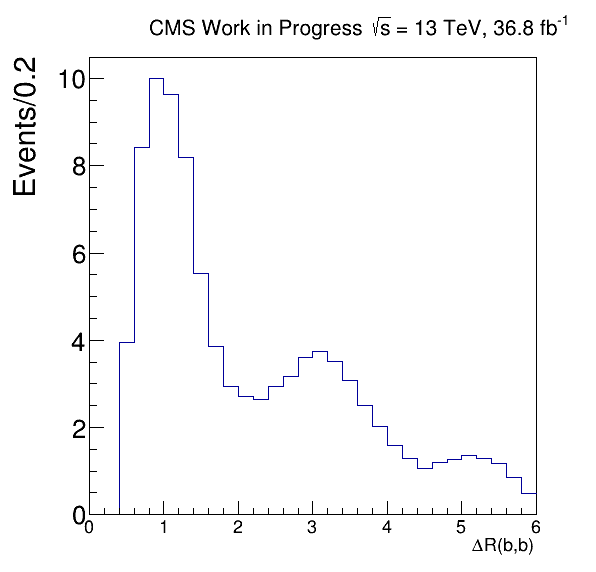 CMS Work in Progress √s = 13 TeV, 36.8 fb⁻¹
Events/0.2
10
8
6
4
2
0
0 1 2 3 4 5 6
ΔR(b,b)